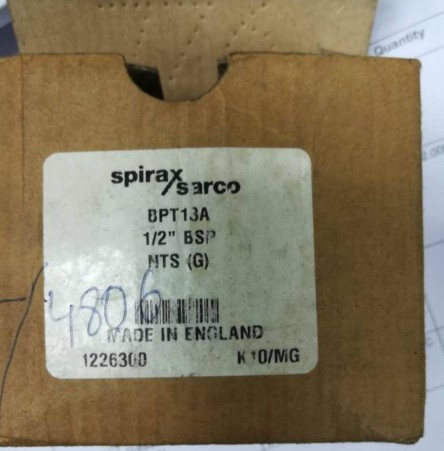 Quantity
spirax/sarco
BPT13A
1/2" BSP
NTS (G)
4806
MADE IN ENGLAND
1226300 K10/MG